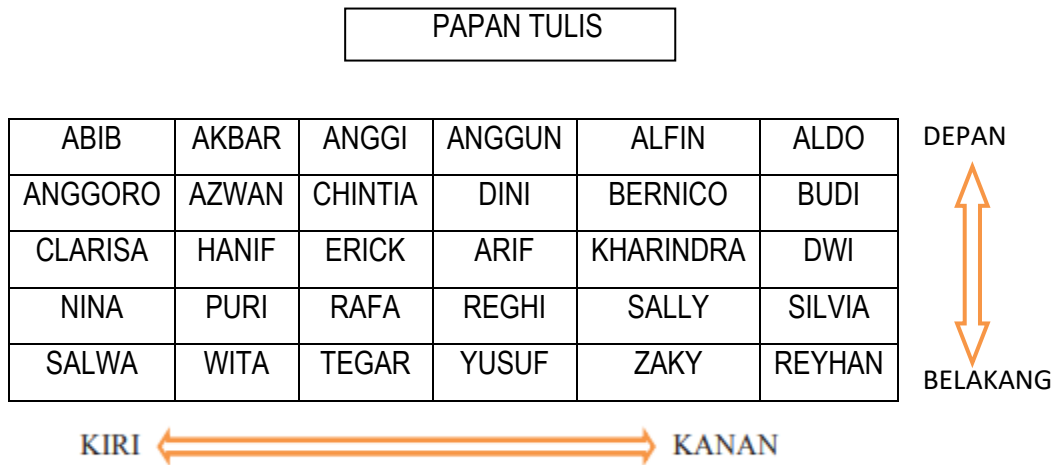 PAPAN TULIS
ABIB AKBAR ANGGI ANGGUN ALFIN ALDO DEPAN
ANGGORO AZWAN CHINTIA DINI BERNICO BUDI
CLARISA HANIF ERICK ARIF KHARINDRA DWI
NINA PURI RAFA REGHI SALLY SILVIA
SALWA WITA TEGAR YUSUF ZAKY REYHAN BELAKANG
KIRI KANAN